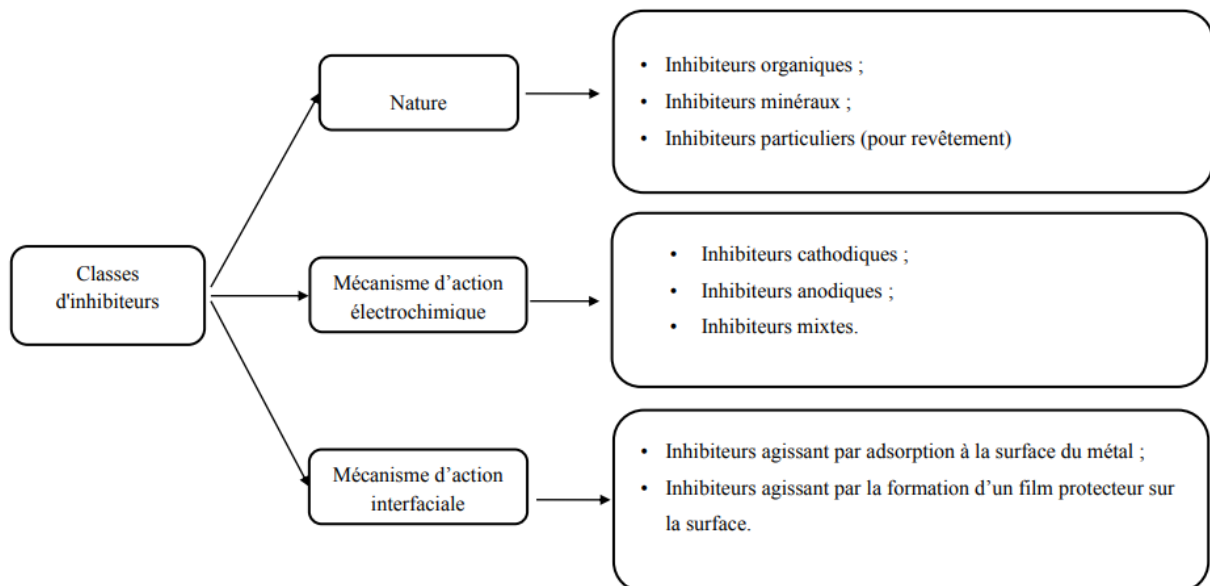 Classes
d'inhibiteurs
Nature
• Inhibiteurs organiques ;
• Inhibiteurs minéraux ;
• Inhibiteurs particuliers (pour revêtement)
Mécanisme d’action
électrochimique
• Inhibiteurs cathodiques ;
• Inhibiteurs anodiques ;
• Inhibiteurs mixtes.
Mécanisme d’action
interfaciale
• Inhibiteurs agissant par adsorption à la surface du métal ;
• Inhibiteurs agissant par la formation d’un film protecteur sur
la surface.